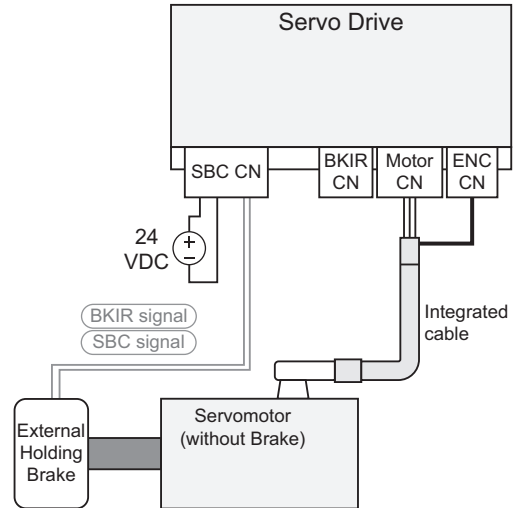 Servo Drive
SBC CN
BKIR
CN
Motor
CN
ENC
CN
24
VDC
+
−
BKIR signal
SBC signal
Integrated
cable
External
Holding
Brake
Servomotor
(without Brake)